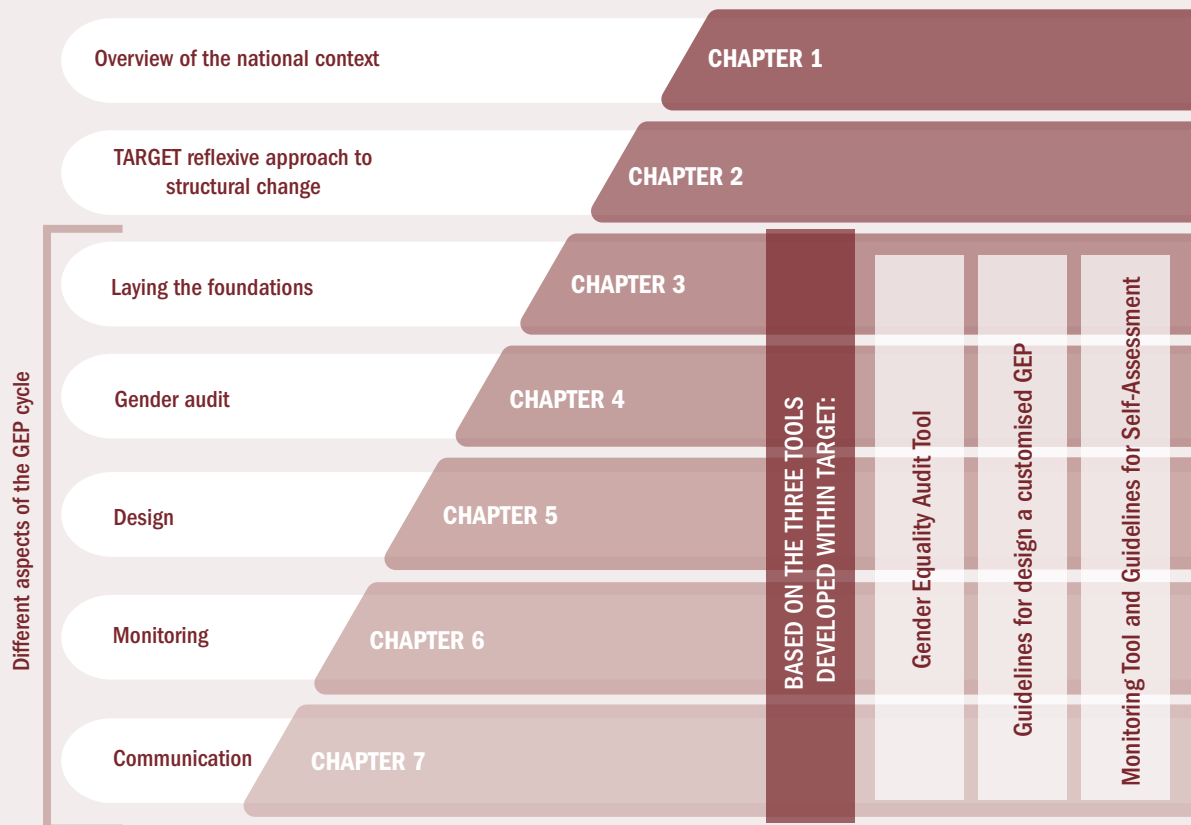 Overview of the national context
CHAPTER 1
TARGET reflexive approach to
structural change
CHAPTER 2
Different aspects of the GEP cycle
Laying the foundations
CHAPTER 3
Gender audit
CHAPTER 4
Design
CHAPTER 5
Monitoring
CHAPTER 6
Communication
CHAPTER 7
BASED ON THE THREE TOOLS
DEVELOPED WITHIN TARGET:
Gender Equality Audit Tool
Guidelines for design a customised GEP
Monitoring Tool and Guidelines for Self-Assessment